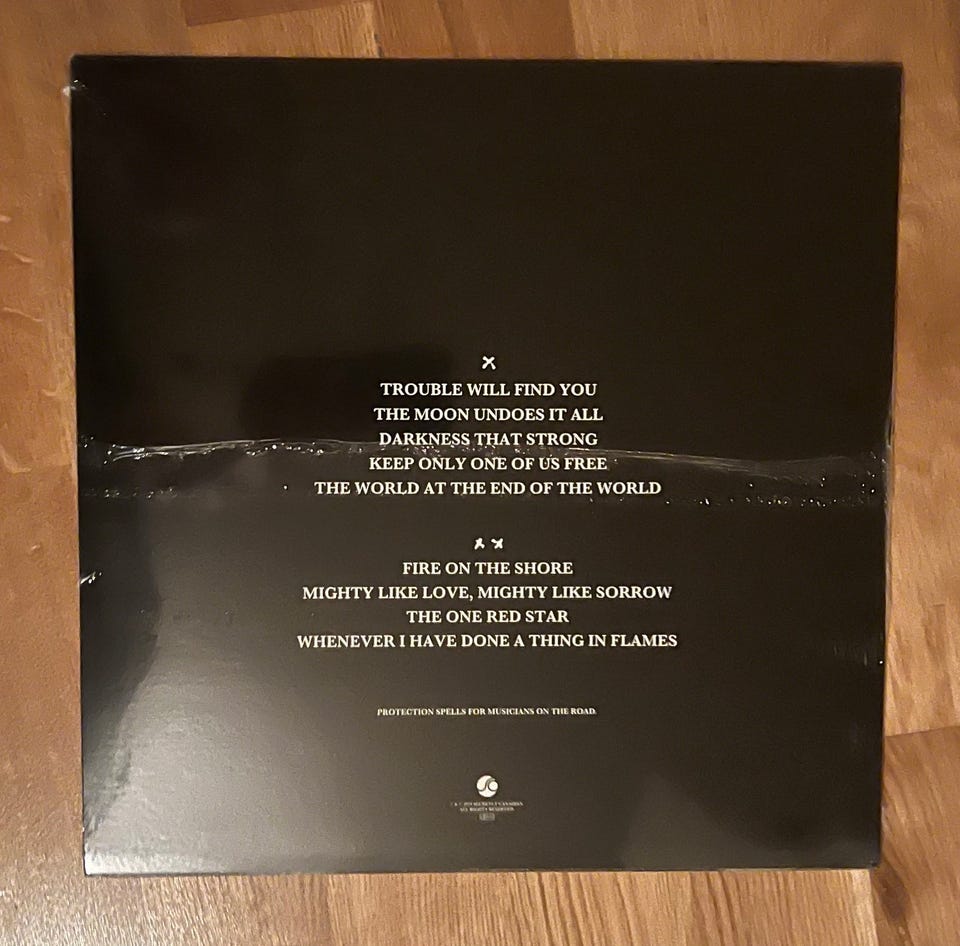 TROUBLE WILL FIND YOU
THE MOON UNDOES IT ALL
DARKNESS THAT STRONG
KEEP ONLY ONE OF US FREE
THE WORLD AT THE END OF THE WORLD
FIRE ON THE SHORE
MIGHTY LIKE LOVE, MIGHTY LIKE SORROW
THE ONE RED STAR
WHENEVER I HAVE DONE A THING IN FLAMES
PROTECTION SPELLS FOR MUSICIANS ON THE ROAD.
SECRETLY CANADIAN
ALL RIGHTS RESERVED.